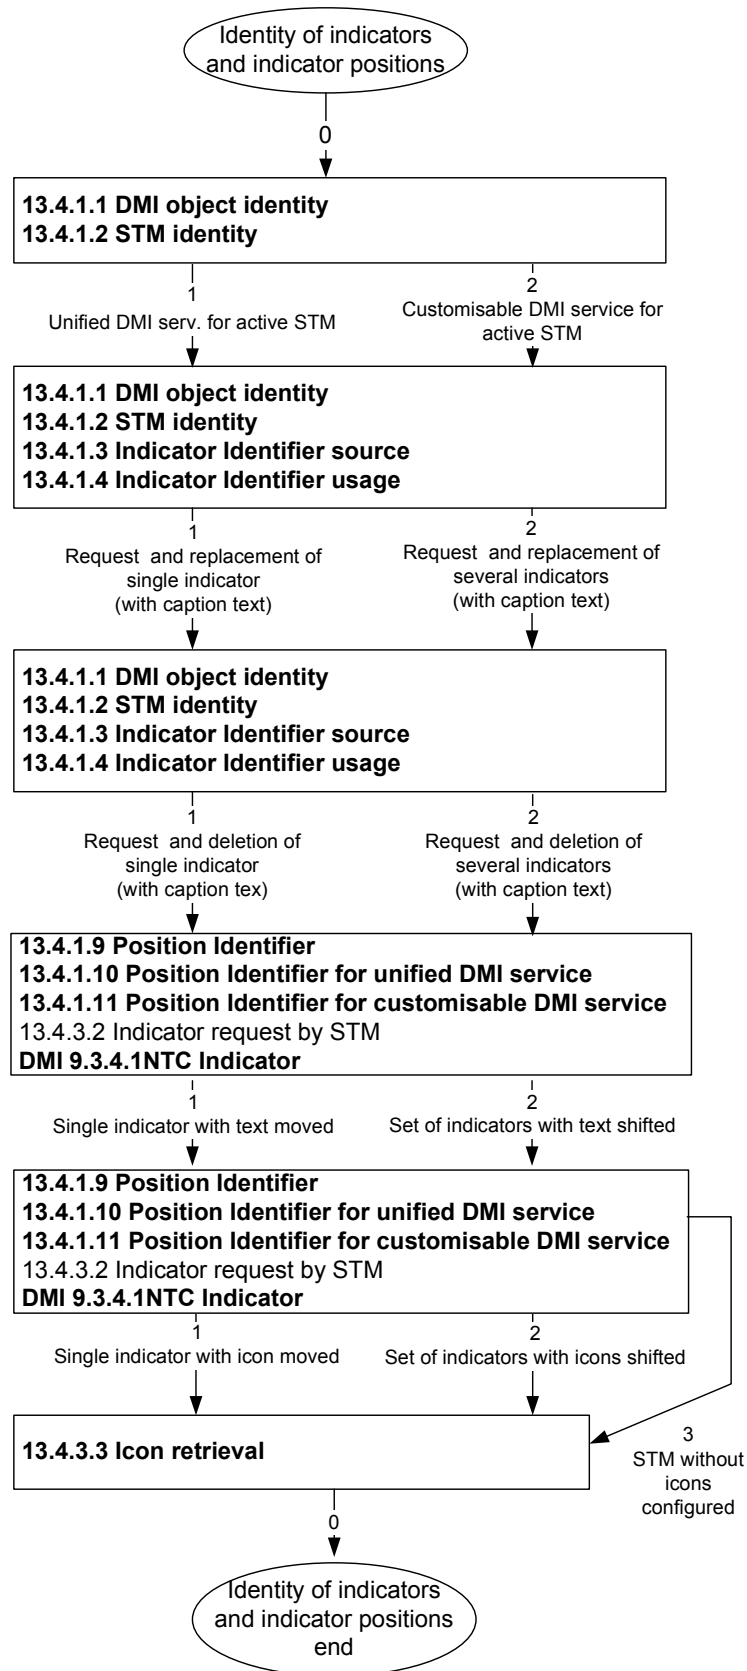 Identity of indicators
and indicator positions
0
13.4.1.1 DMI object identity
13.4.1.2 STM identity
1
Unified DMI serv. for active STM
2
Customisable DMI service for
active STM
13.4.1.1 DMI object identity
13.4.1.2 STM identity
13.4.1.3 Indicator Identifier source
13.4.1.4 Indicator Identifier usage
1
Request and replacement of
single indicator
(with caption text)
2
Request and replacement of
several indicators
(with caption text)
13.4.1.1 DMI object identity
13.4.1.2 STM identity
13.4.1.3 Indicator Identifier source
13.4.1.4 Indicator Identifier usage
1
Request and deletion of
single indicator
(with caption tex)
2
Request and deletion of
several indicators
(with caption text)
13.4.1.9 Position Identifier
13.4.1.10 Position Identifier for unified DMI service
13.4.1.11 Position Identifier for customisable DMI service
13.4.3.2 Indicator request by STM
DMI 9.3.4.1NTC Indicator
1
Single indicator with text moved
2
Set of indicators with text shifted
13.4.1.9 Position Identifier
13.4.1.10 Position Identifier for unified DMI service
13.4.1.11 Position Identifier for customisable DMI service
13.4.3.2 Indicator request by STM
DMI 9.3.4.1NTC Indicator
1
Single indicator with icon moved
2
Set of indicators with icons shifted
3
STM without
icons
configured
13.4.3.3 Icon retrieval
0
Identity of indicators
and indicator positions
end